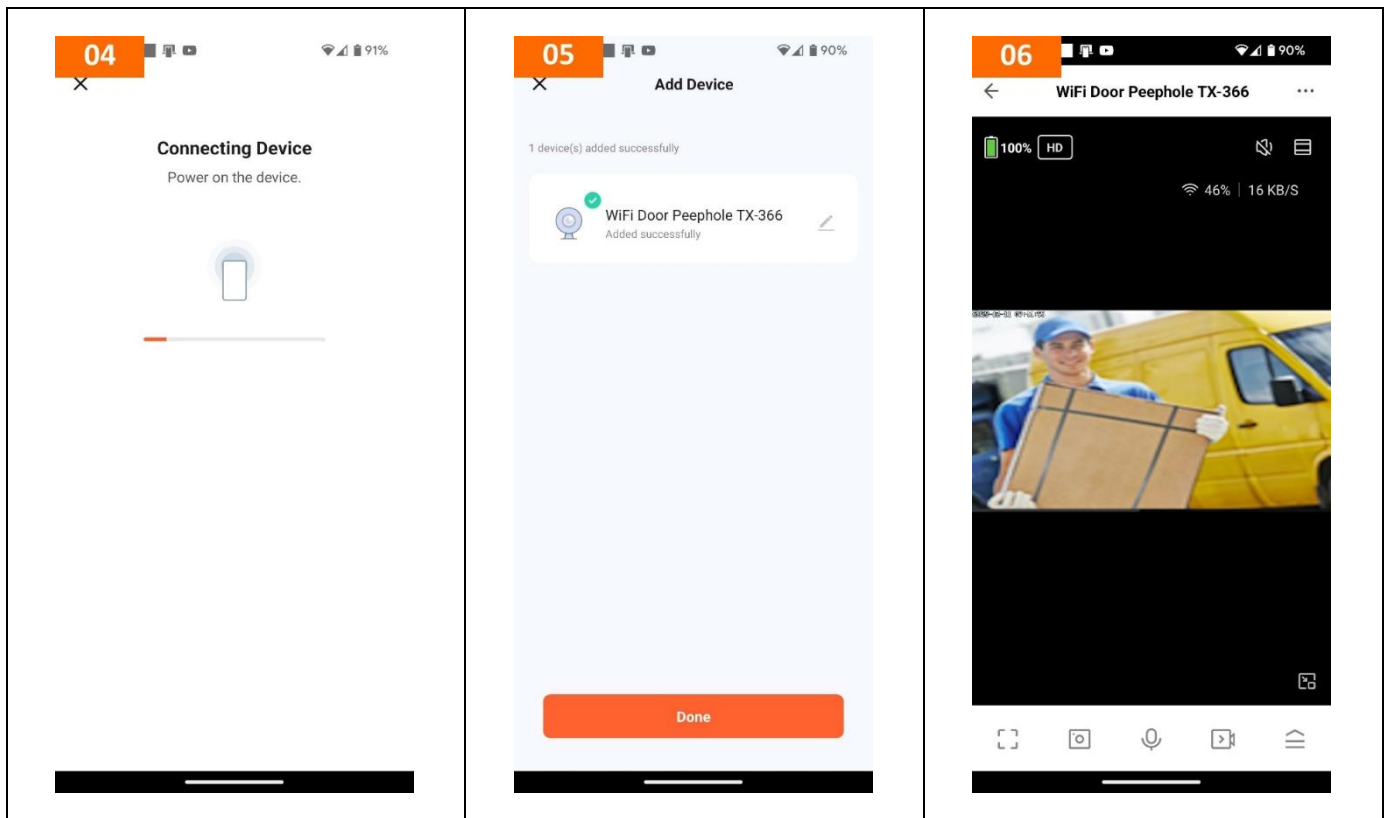 04
91%
Connecting Device
Power on the device.
05
90%
Add Device
1 device(s) added successfully
WiFi Door Peephole TX-366
Added successfully
Done
06
90%
WiFi Door Peephole TX-366
100% HD
46% | 16 KB/S